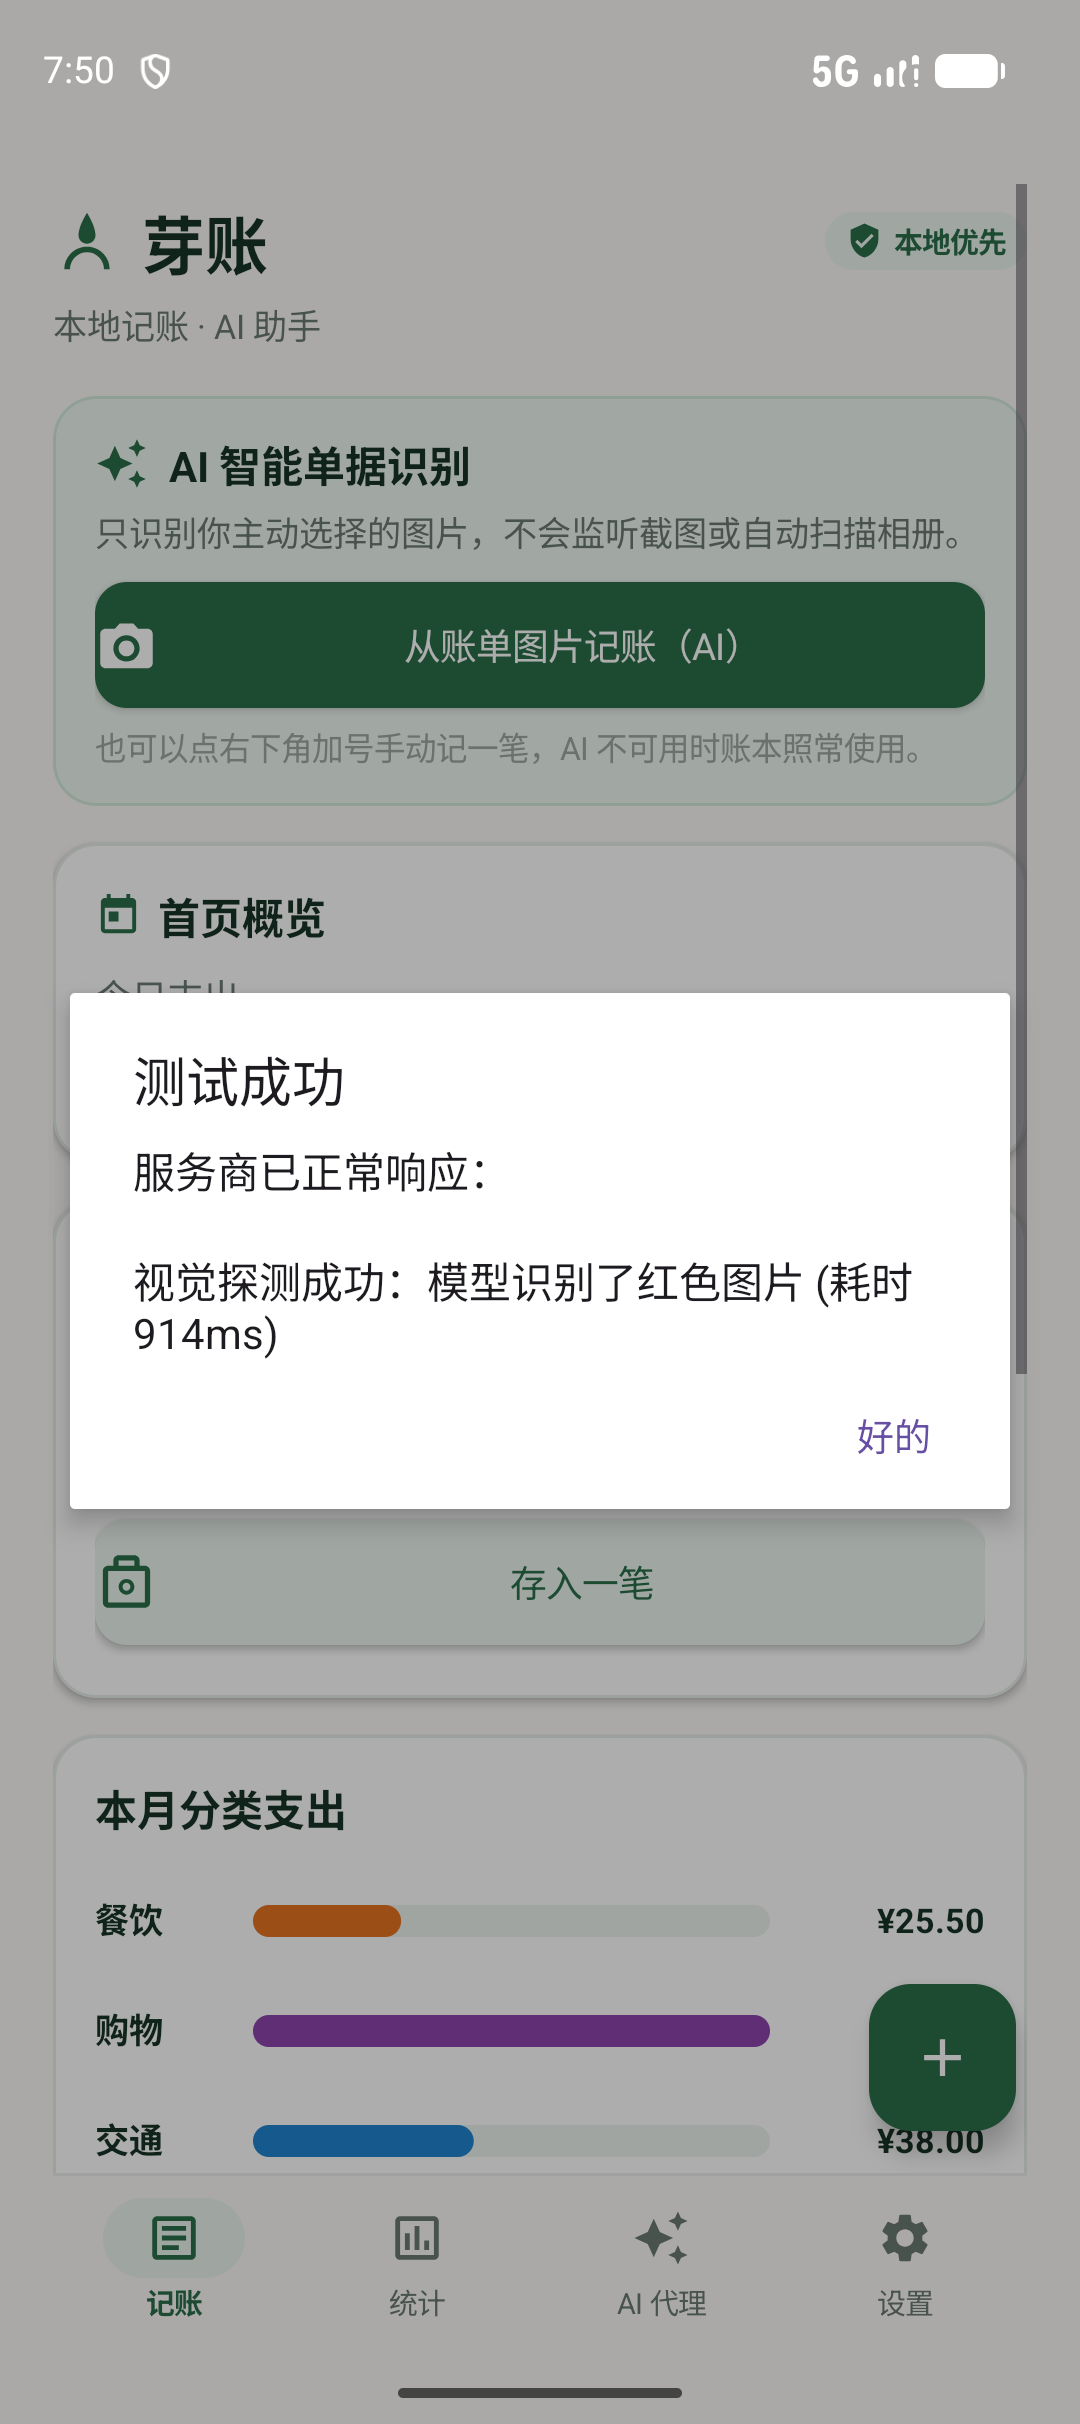 7:50
5G
芽账
本地优先
本地记账 · AI 助手
AI 智能单据识别
只识别你主动选择的图片，不会监听截图或自动扫描相册。
从账单图片记账（AI）
也可以点右下角加号手动记一笔，AI 不可用时账本照常使用。
首页概览
今日支出
测试成功
服务商已正常响应：
视觉探测成功：模型识别了红色图片 (耗时
914ms)
好的
存入一笔
本月分类支出
餐饮
¥25.50
购物
交通
¥38.00
记账
统计
AI 代理
设置